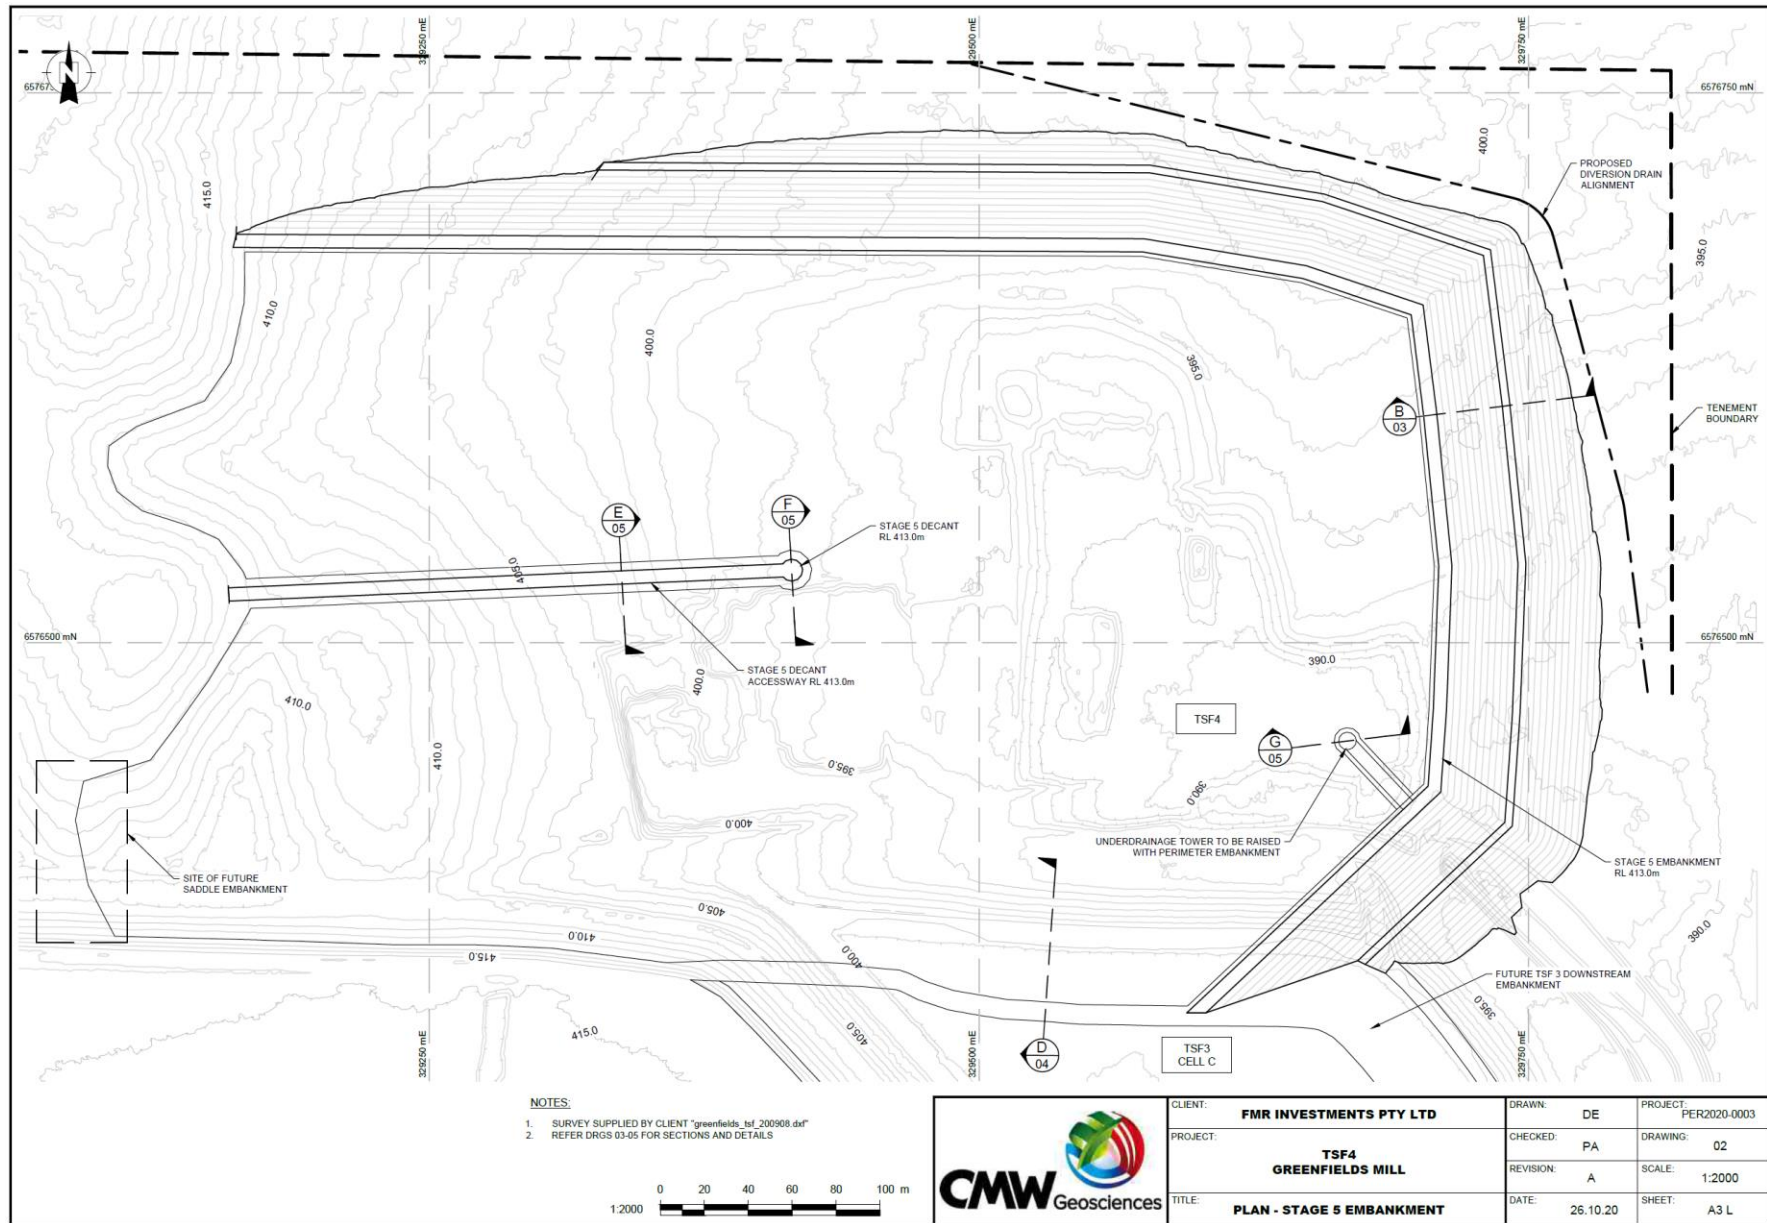 329250 mE
329500 mE
329750 mE
N
6576750 mN
400.0
PROPOSED
DIVERSION DRAIN
ALIGNMENT
415.0
395.0
410.0
400.0
395.0
B
03
TENEMENT
BOUNDARY
E
05
F
05
STAGE 5 DECANT
RL 413.0m
405.0
6576500 mN
6576500 mN
390.0
STAGE 5 DECANT
ACCESSWAY RL 413.0m
400.0
410.0
TSF4
410.0
G
05
395.0
390.0
400.0
UNDERDRAINAGE TOWER TO BE RAISED
WITH PERIMETER EMBANKMENT
STAGE 5 EMBANKMENT
RL 413.0m
SITE OF FUTURE
SADDLE EMBANKMENT
405.0
410.0
415.0
400.0
390.0
FUTURE TSF 3 DOWNSTREAM
EMBANKMENT
395.0
415.0
405.0
D
04
TSF3
CELL C
329250 mE
329500 mE
329750 mE
NOTES:
1. SURVEY SUPPLIED BY CLIENT "greenfields_tsf_200908.dxf"
2. REFER DRGS 03-05 FOR SECTIONS AND DETAILS
0 20 40 60 80 100 m
1:2000
CMW Geosciences
CLIENT: FMR INVESTMENTS PTY LTD
PROJECT: TSF4
GREENFIELDS MILL
TITLE: PLAN - STAGE 5 EMBANKMENT
DRAWN: DE
PROJECT: PER2020-0003
CHECKED: PA
DRAWING: 02
REVISION: A
SCALE: 1:2000
DATE: 26.10.20
SHEET: A3 L